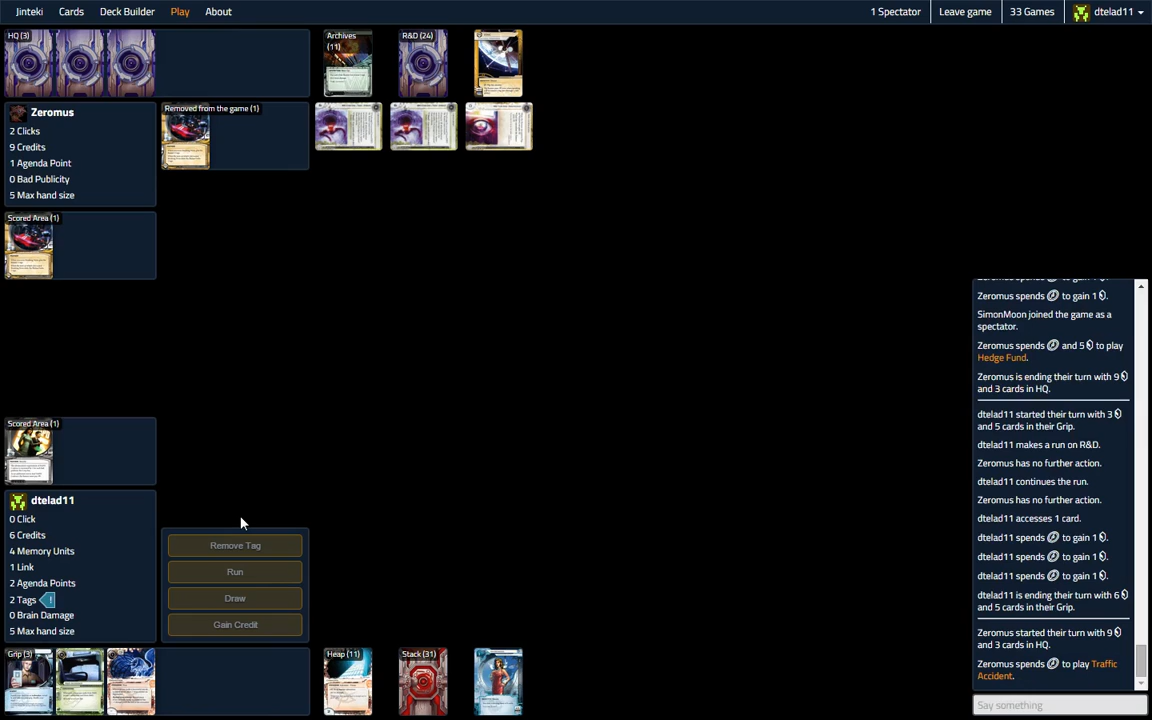 Jinteki
Cards
Deck Builder
Play
About
1 Spectator
Leave game
33 Games
dtelad11
HQ (3)
Archives
(11)
R&D (24)
Zeromus
2 Clicks
9 Credits
1 Agenda Point
0 Bad Publicity
5 Max hand size
Removed from the game (1)
Scored Area (1)
Scored Area (1)
dtelad11
0 Click
6 Credits
4 Memory Units
1 Link
2 Agenda Points
2 Tags !
0 Brain Damage
5 Max hand size
Remove Tag
Run
Draw
Gain Credit
Grip (3)
Heap (11)
Stack (31)
Zeromus spends to gain 1 .
SimonMoon joined the game as a
spectator.
Zeromus spends and 5 to play
Hedge Fund.
Zeromus is ending their turn with 9
and 3 cards in HQ.
dtelad11 started their turn with 3
and 5 cards in their Grip.
dtelad11 makes a run on R&D.
Zeromus has no further action.
dtelad11 continues the run.
Zeromus has no further action.
dtelad11 accesses 1 card.
dtelad11 spends to gain 1 .
dtelad11 spends to gain 1 .
dtelad11 spends to gain 1 .
dtelad11 is ending their turn with 6
and 5 cards in their Grip.
Zeromus started their turn with 9
and 3 cards in HQ.
Zeromus spends to play Traffic
Accident.
Say something